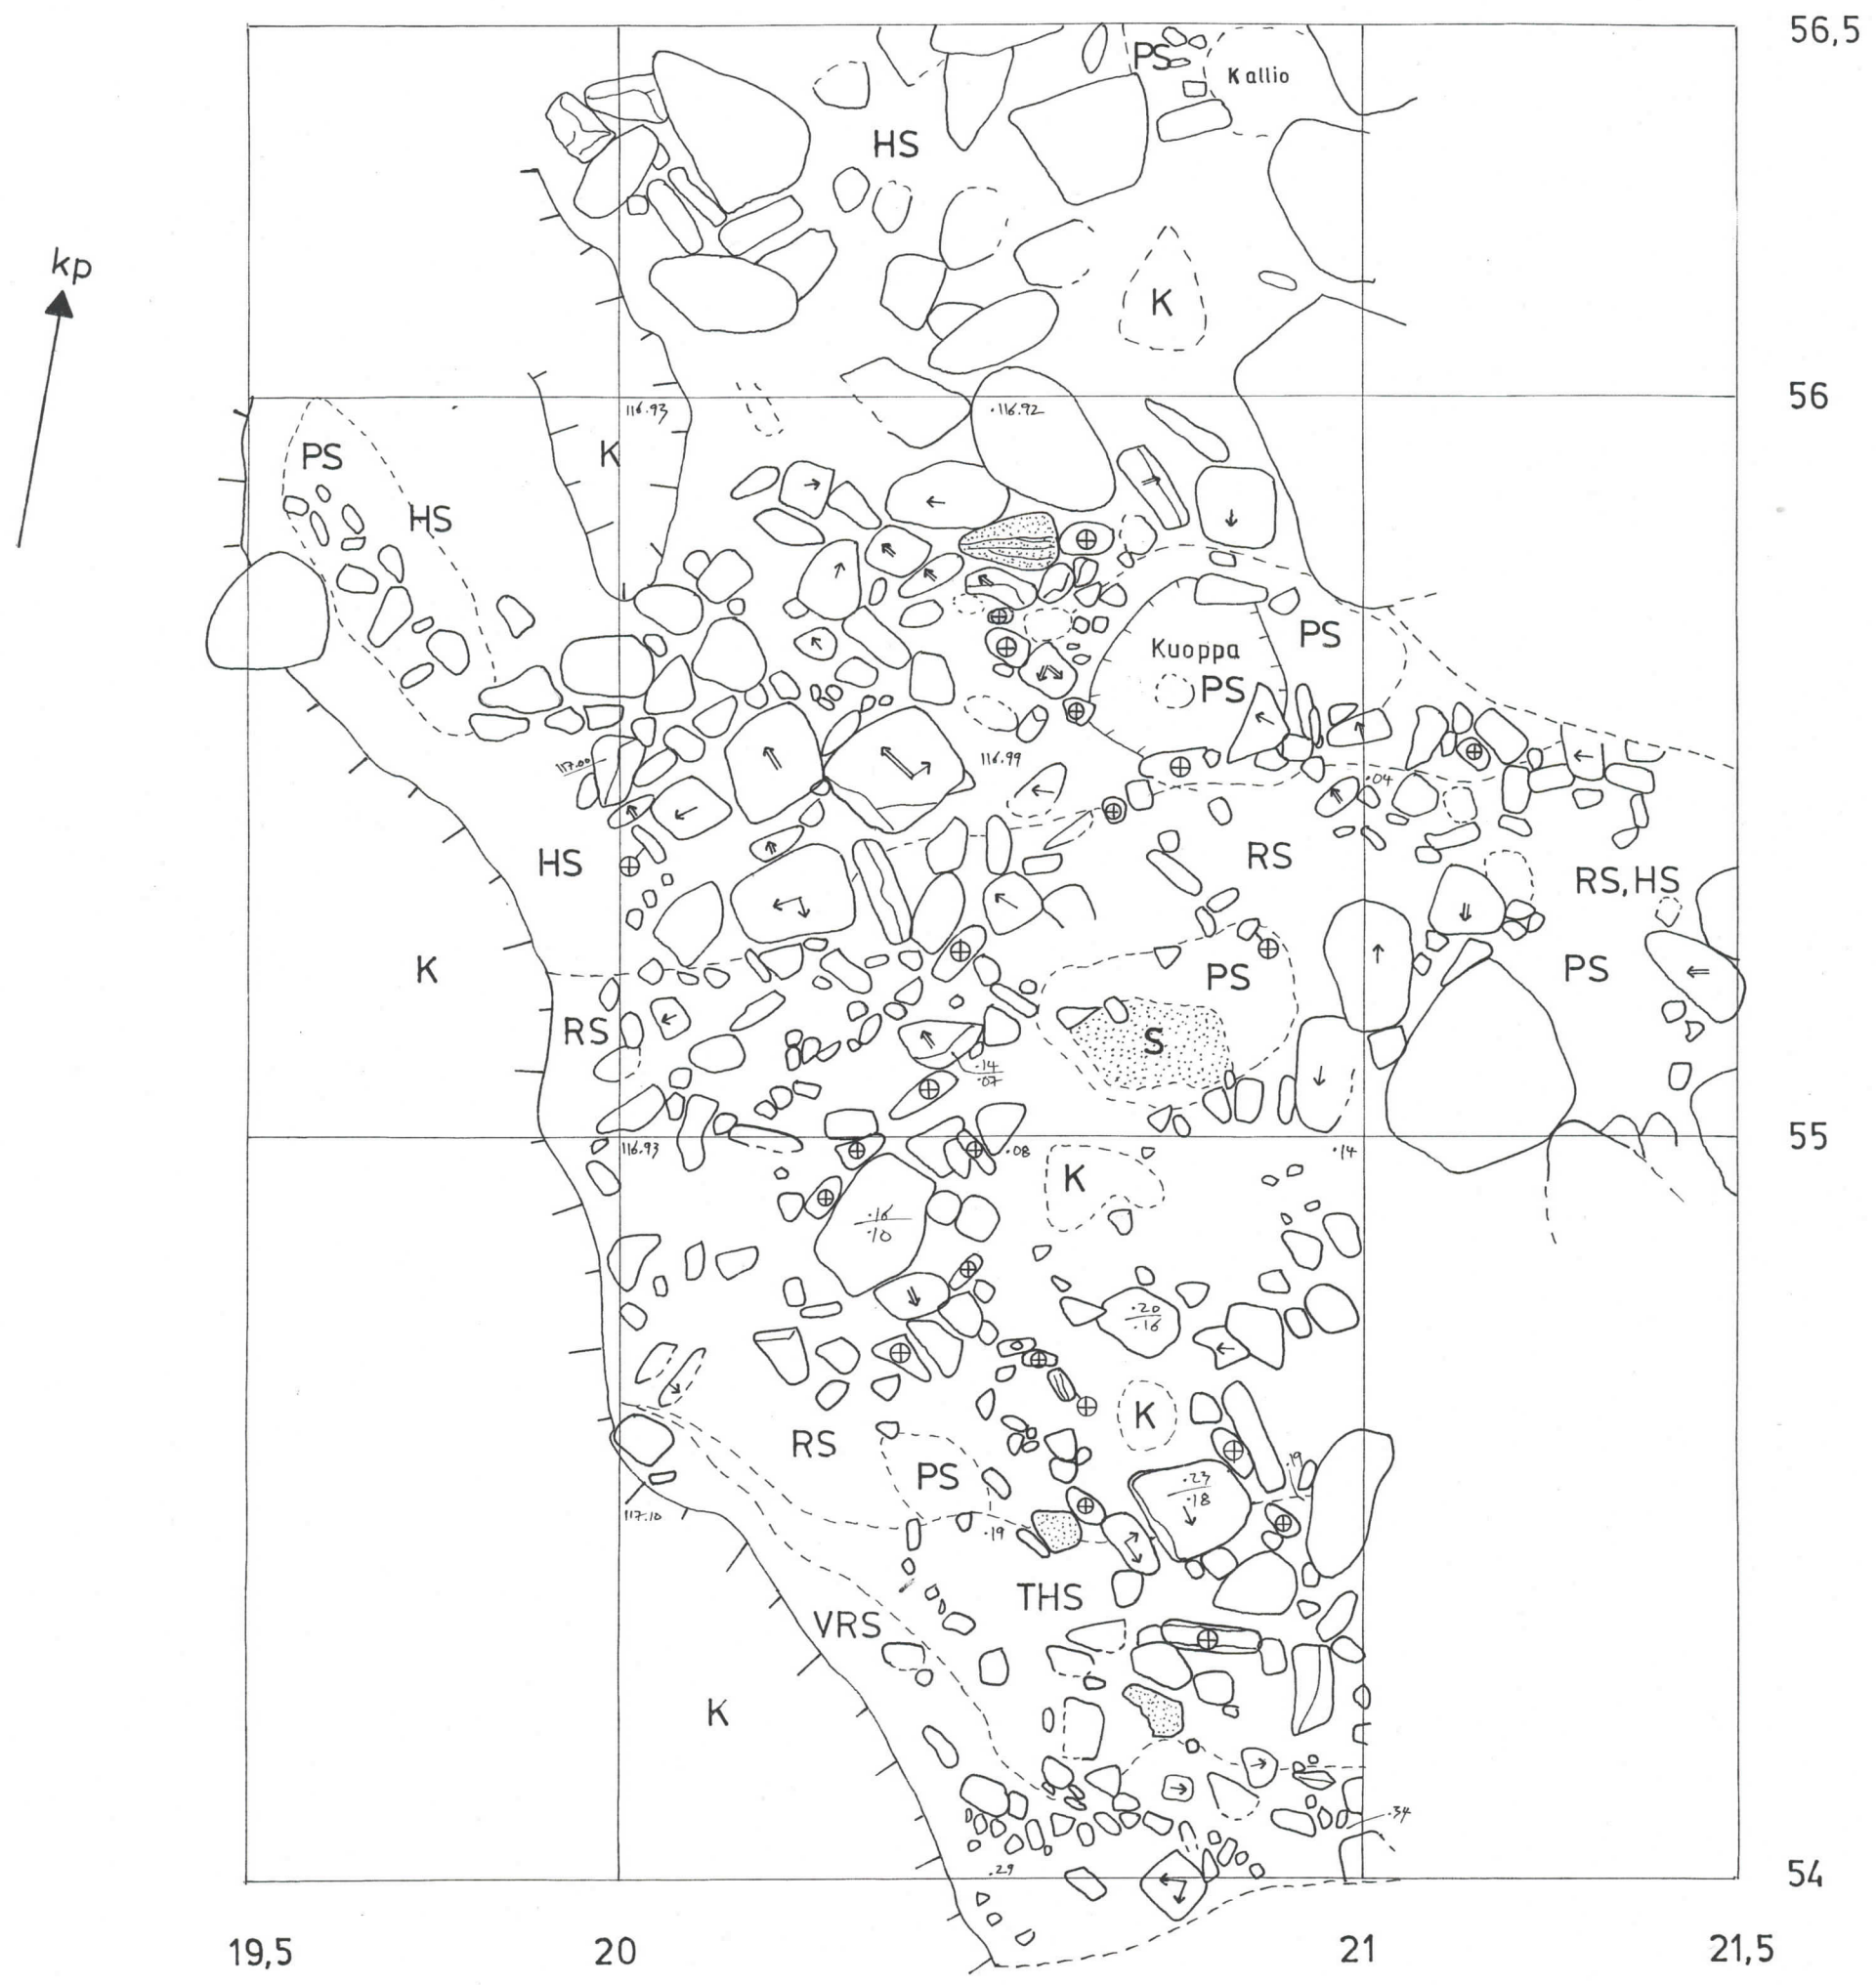 56,5
PS
Kallio
HS
kp
K
56
116.93
.116.92
PS
K
HS
PS
Kuoppa
PS
116.99
117.00
.04
HS
RS
RS, HS
K
PS
PS
RS
S
.14
.07
55
116.93
.08
.14
K
.16
.10
.20
.16
K
RS
PS
.19
.23
.18
117.10
.19
THS
VRS
K
.34
.29
54
19,5
20
21
21,5